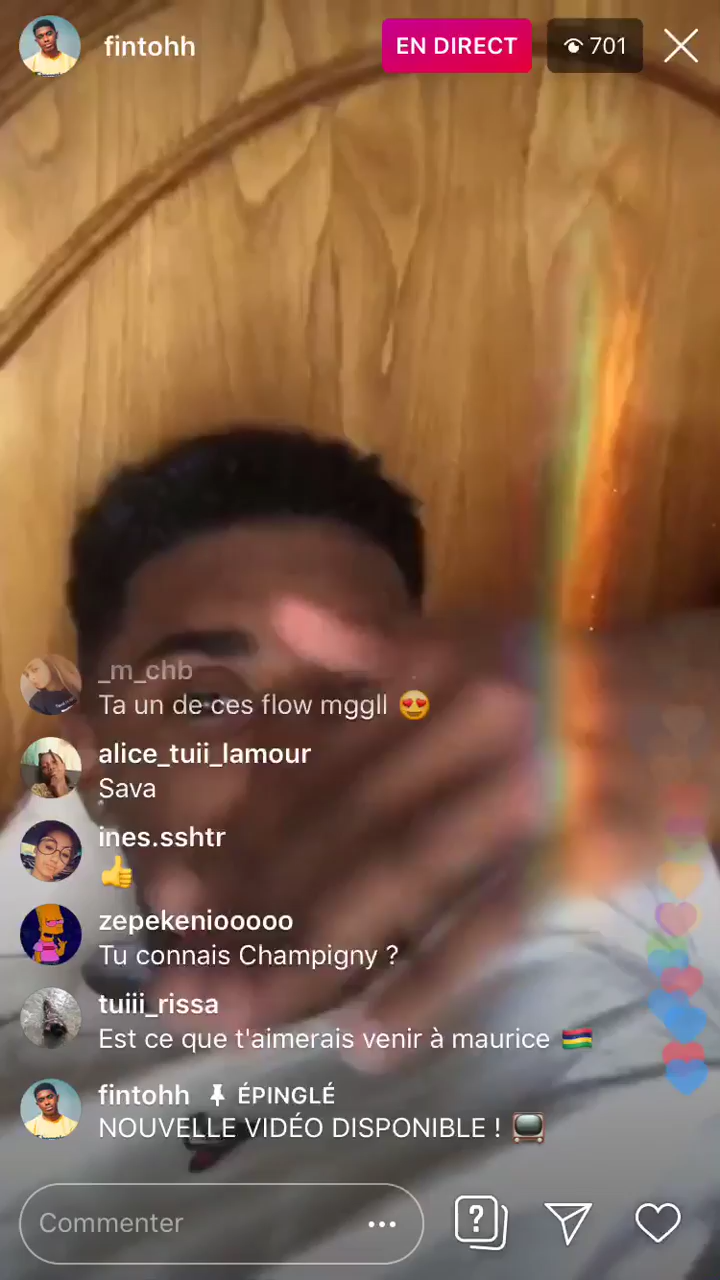 fintohh
EN DIRECT
701
_m_chb
Ta un de ces flow mggll 😍
alice_tuii_lamour
Sava
ines.sshtr
👍
zepekeniooooo
Tu connais Champigny ?
tuiii_rissa
Est ce que t'aimerais venir à maurice 🇲🇺
fintohh 📌 ÉPINGLÉ
NOUVELLE VIDÉO DISPONIBLE ! 📺
Commenter